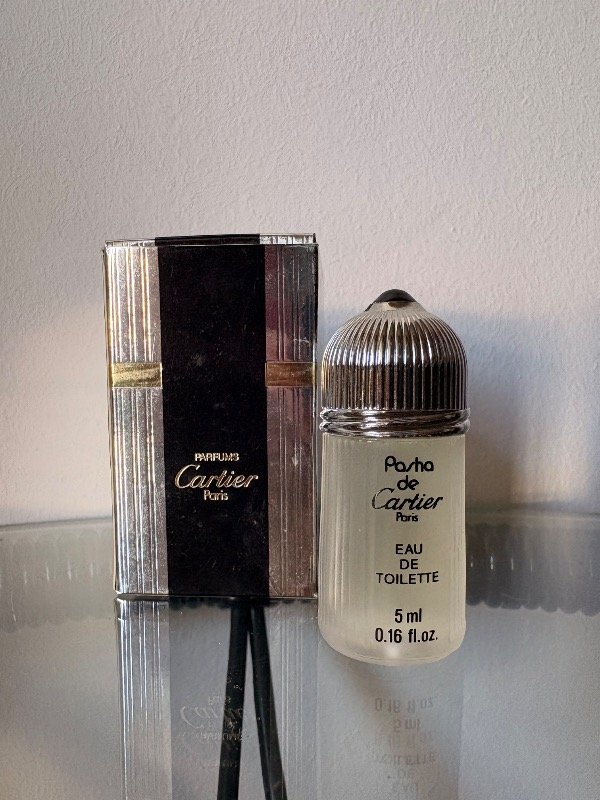 PARFUMS
Cartier
Paris
Pasha
de
Cartier
Paris
EAU
DE
TOILETTE
5 ml
0.16 fl.oz.